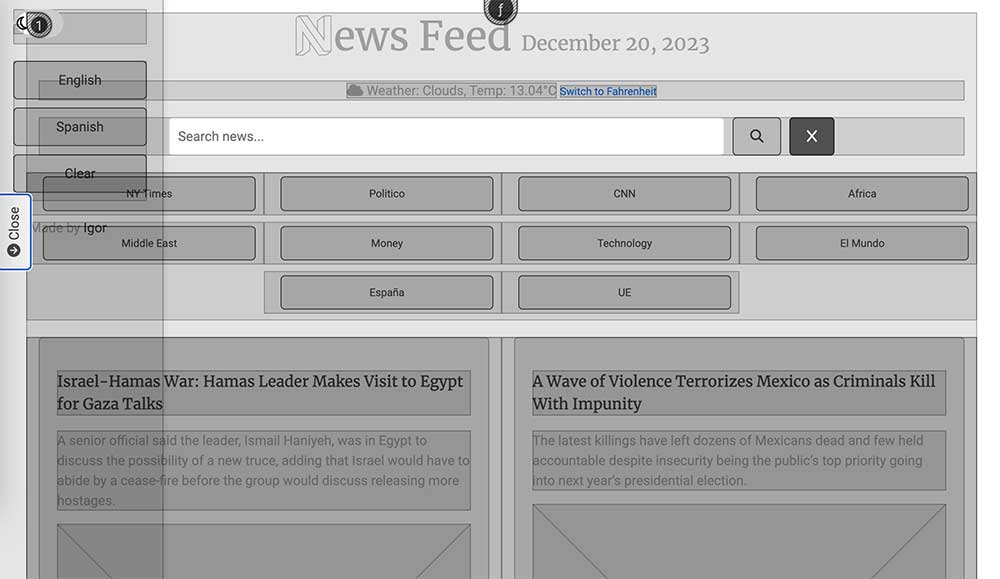 1
ƒ
News Feed December 20, 2023
English
Weather: Clouds, Temp: 13.04°C Switch to Fahrenheit
Spanish
Search news...
X
Clear
NY Times
Politico
CNN
Africa
Close
Made by Igor
Middle East
Money
Technology
El Mundo
España
UE
Israel-Hamas War: Hamas Leader Makes Visit to Egypt
for Gaza Talks
A senior official said the leader, Ismail Haniyeh, was in Egypt to
discuss the possibility of a new truce, adding that Israel would have to
abide by a cease-fire before the group would discuss releasing more
hostages.
A Wave of Violence Terrorizes Mexico as Criminals Kill
With Impunity
The latest killings have left dozens of Mexicans dead and few held
accountable despite insecurity being the public’s top priority going
into next year’s presidential election.